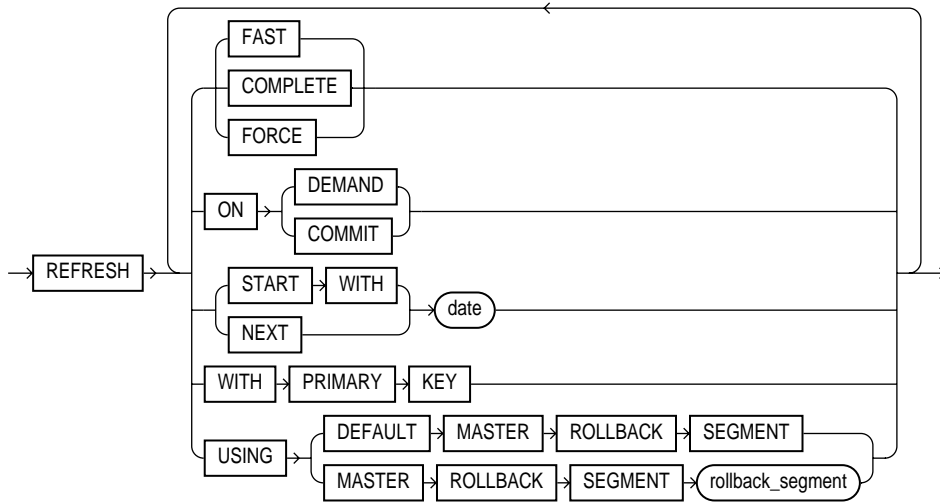 FAST
COMPLETE
FORCE
ON DEMAND
COMMIT
REFRESH
START WITH
NEXT
date
WITH PRIMARY KEY
USING DEFAULT MASTER ROLLBACK SEGMENT
MASTER ROLLBACK SEGMENT rollback_segment